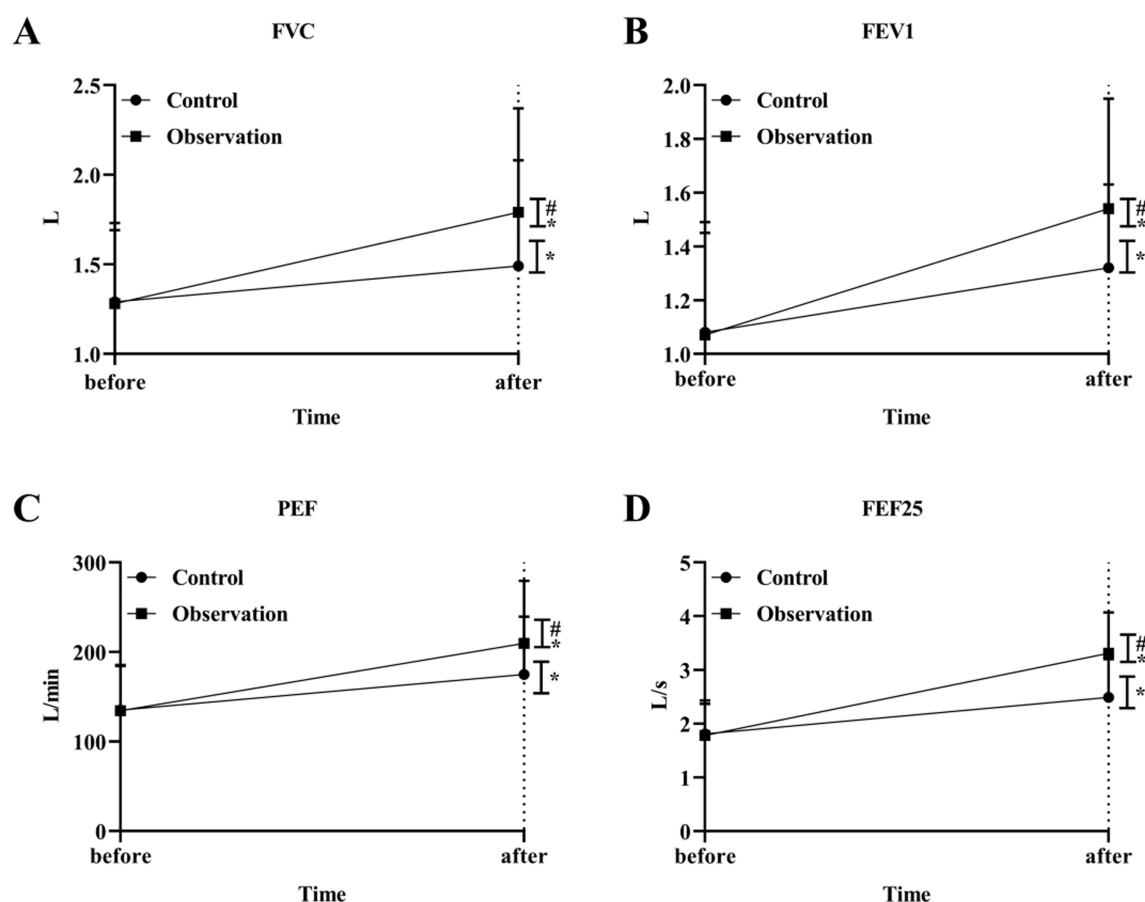 A
FVC
2.5
2.0
1.5
1.0
L
Control
Observation
#
*
*
before
after
Time
B
FEV1
2.0
1.8
1.6
1.4
1.2
1.0
L
Control
Observation
#
*
*
before
after
Time
C
PEF
300
200
100
0
L/min
Control
Observation
#
*
*
before
after
Time
D
FEF25
5
4
3
2
1
0
L/s
Control
Observation
#
*
*
before
after
Time